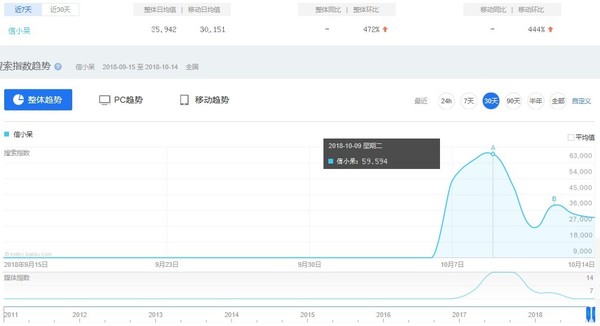 近7天 近30天 整体日均值 移动日均值 整体同比 整体环比 移动同比 移动环比
信小呆 25,942 30,151 - 472% - 444%
搜索指数趋势 信小呆 2018-09-15 至 2018-10-14 全国
整体趋势 PC趋势 移动趋势 最近 24h 7天 30天 90天 半年 全部 自定义
信小呆 平均值
搜索指数
2018-10-09 星期二
信小呆: 59,594
A
B
63,000
54,000
45,000
36,000
27,000
18,000
9,000
2018年9月15日 9月23日 9月30日 10月7日 10月14日
媒体指数
14
7
2011 2012 2013 2014 2015 2016 2017 2018